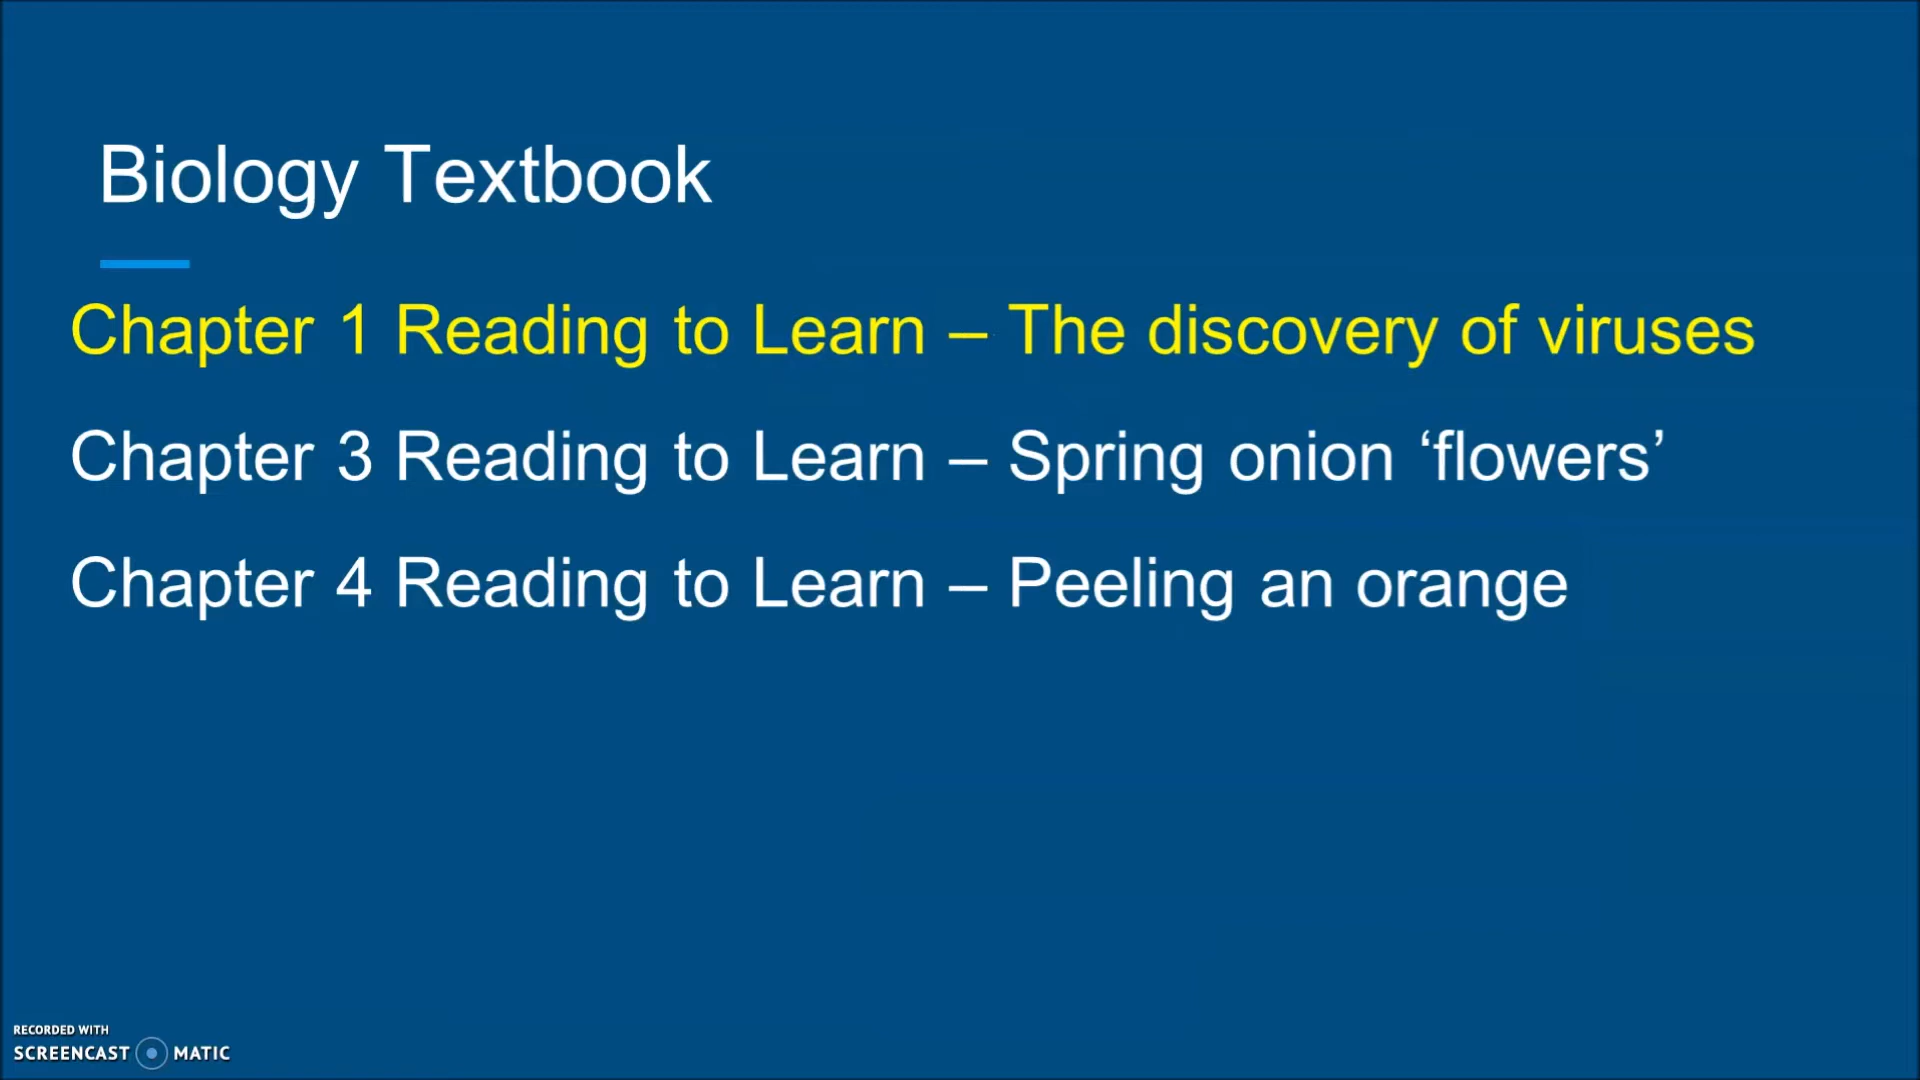 Biology Textbook
Chapter 1 Reading to Learn – The discovery of viruses
Chapter 3 Reading to Learn – Spring onion ‘flowers’
Chapter 4 Reading to Learn – Peeling an orange
RECORDED WITH
SCREENCAST MATIC